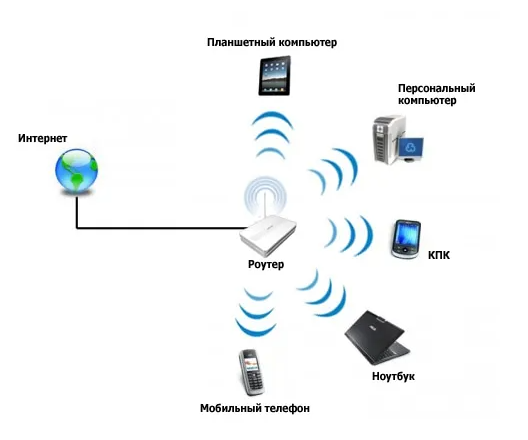 Планшетный компьютер
Персональный
компьютер
Интернет
Роутер
КПК
Ноутбук
Мобильный телефон